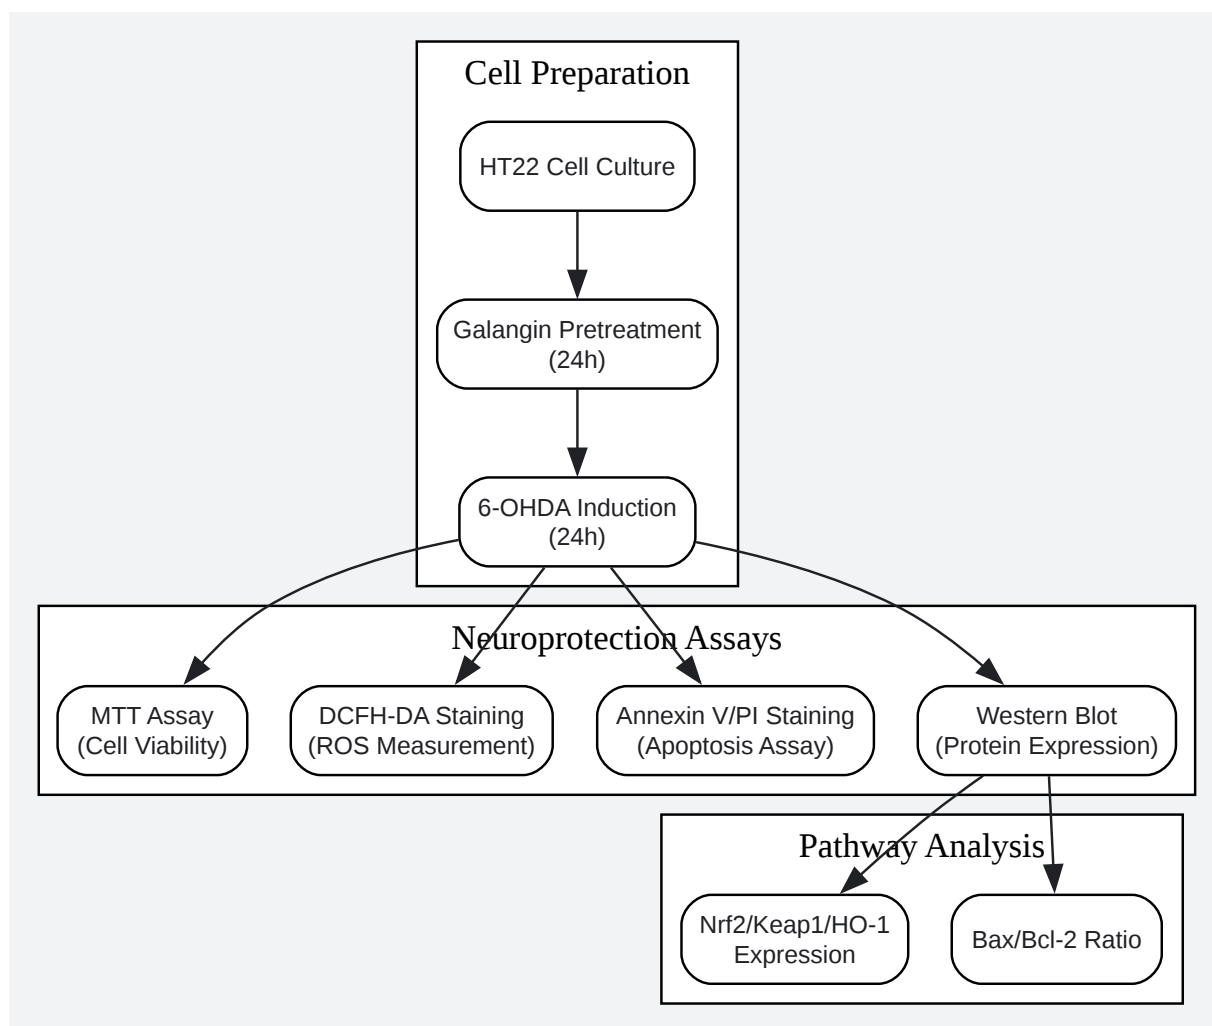 Cell Preparation
HT22 Cell Culture
Galangin Pretreatment
(24h)
6-OHDA Induction
(24h)
Neuroprotection Assays
MTT Assay
(Cell Viability)
DCFH-DA Staining
(ROS Measurement)
Annexin V/PI Staining
(Apoptosis Assay)
Western Blot
(Protein Expression)
Pathway Analysis
Nrf2/Keap1/HO-1
Expression
Bax/Bcl-2 Ratio